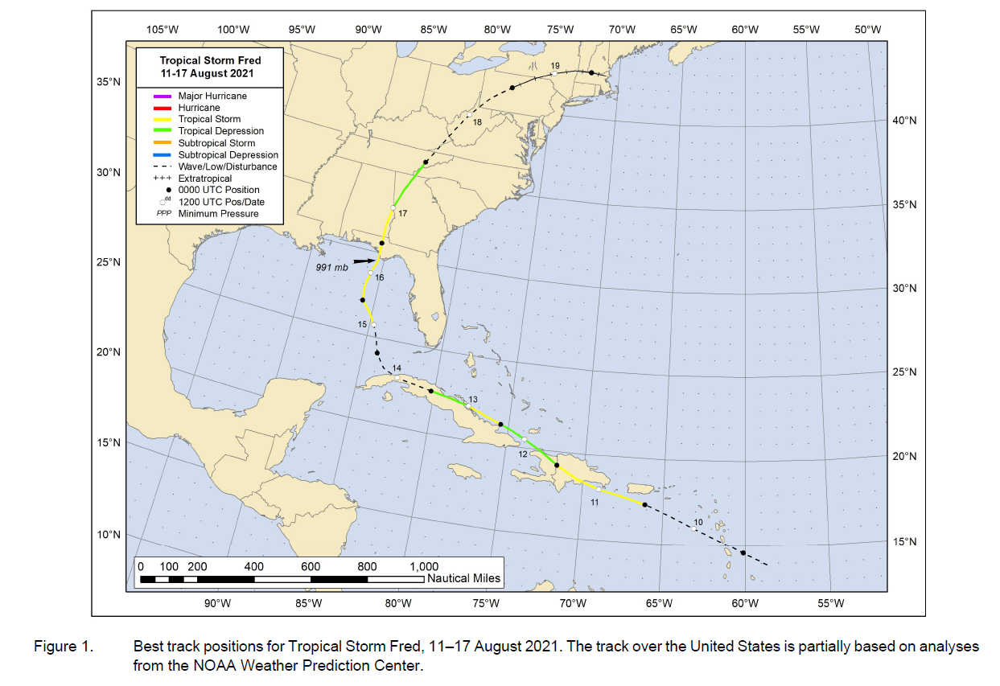 105°W 100°W 95°W 90°W 85°W 80°W 75°W 70°W 65°W 60°W 55°W 50°W
Tropical Storm Fred
11-17 August 2021
Major Hurricane
Hurricane
Tropical Storm
Tropical Depression
Subtropical Storm
Subtropical Depression
Wave/Low/Disturbance
+++ Extratropical
0000 UTC Position
dd 1200 UTC Pos/Date
PPP Minimum Pressure
35°N
30°N
25°N
20°N
15°N
10°N
40°N
35°N
30°N
25°N
20°N
15°N
19
18
17
991 mb
16
15
14
13
12
11
10
0 100 200 400 600 800 1,000
Nautical Miles
90°W 85°W 80°W 75°W 70°W 65°W 60°W 55°W
Figure 1. Best track positions for Tropical Storm Fred, 11–17 August 2021. The track over the United States is partially based on analyses
from the NOAA Weather Prediction Center.